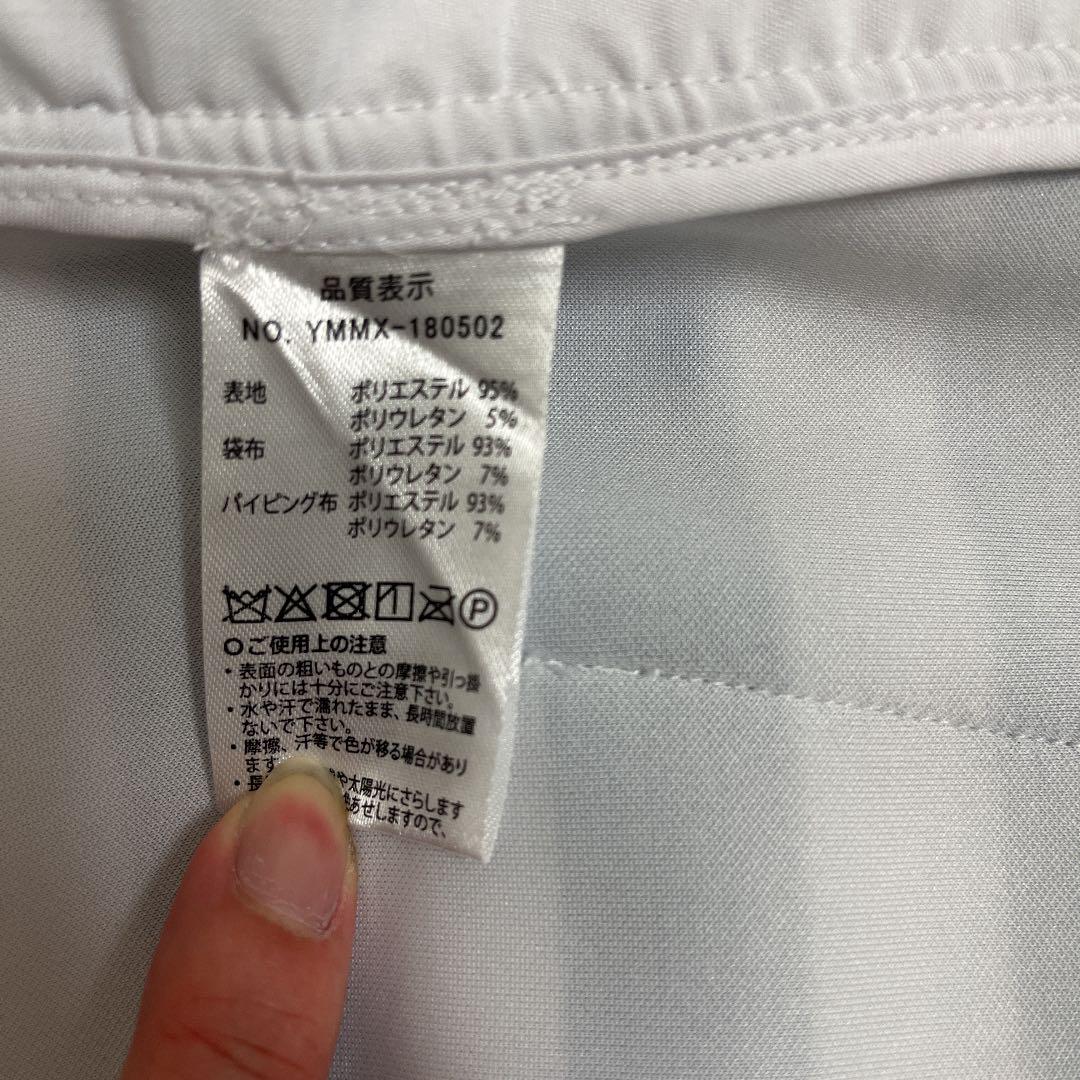 品質表示
NO. YMMX-180502
表地 ポリエステル 95%
ポリウレタン 5%
袋布 ポリエステル 93%
ポリウレタン 7%
パイピング布 ポリエステル 93%
ポリウレタン 7%
P
○ご使用上の注意
・表面の粗いものとの摩擦や引っ掛
かりには十分にご注意下さい。
・水や汗で濡れたまま、長時間放置
ないで下さい。
・摩擦、汗等で色が移る場合があり
ます
・長 や太陽光にさらします
あせしますので、